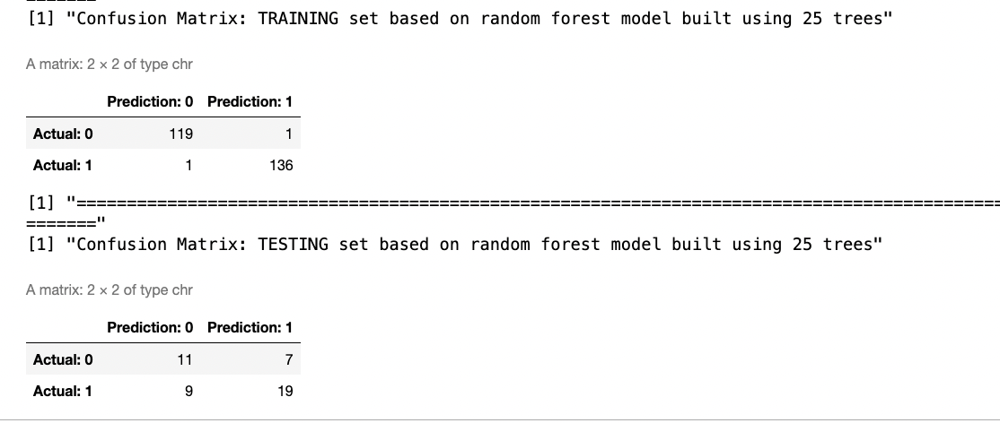 [1] "Confusion Matrix: TRAINING set based on random forest model built using 25 trees"
A matrix: 2 × 2 of type chr
Prediction: 0 Prediction: 1
Actual: 0 119 1
Actual: 1 1 136
[1] "============================================================================================
======="
[1] "Confusion Matrix: TESTING set based on random forest model built using 25 trees"
A matrix: 2 × 2 of type chr
Prediction: 0 Prediction: 1
Actual: 0 11 7
Actual: 1 9 19